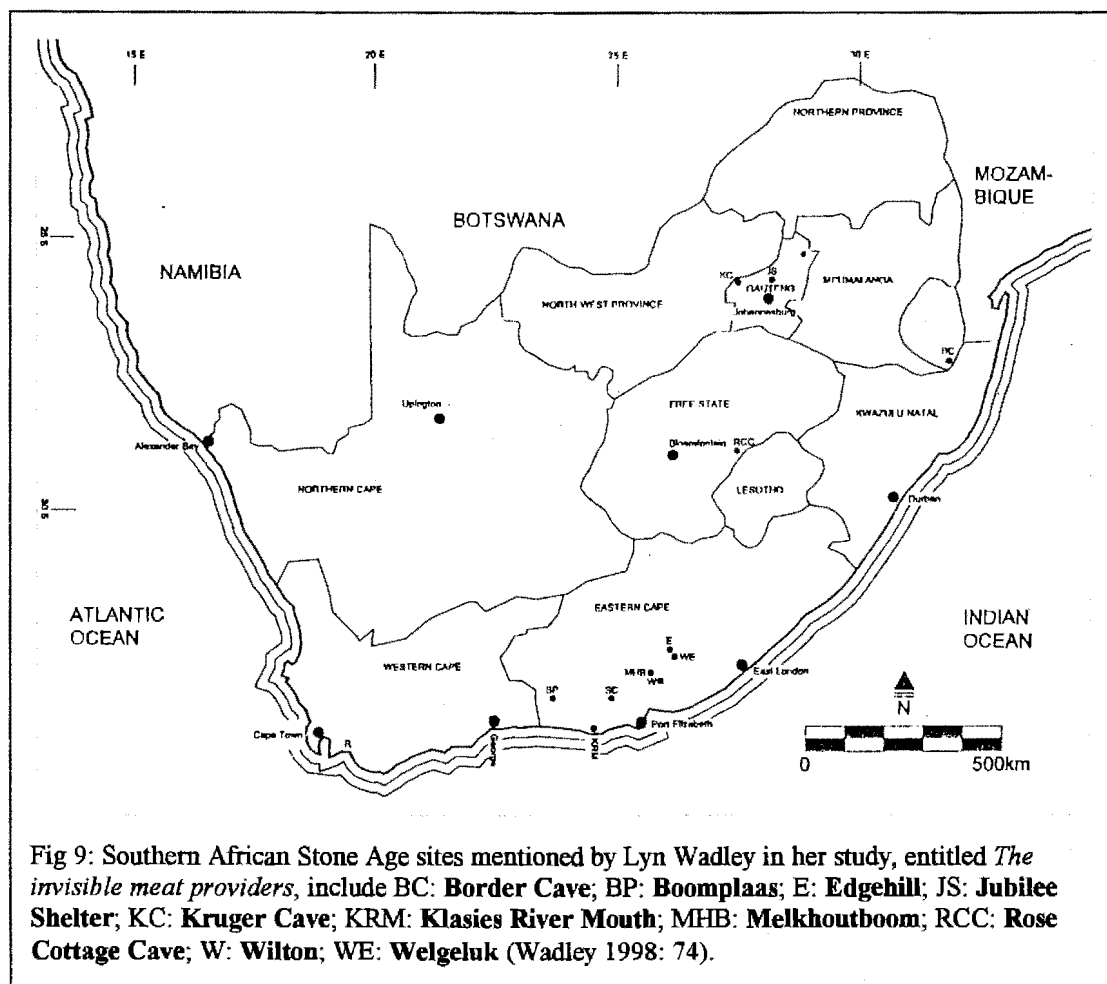 15 E
20 E
25 E
30 E
NORTHERN PROVINCE
MOZAM-
BIQUE
BOTSWANA
25 S
NAMIBIA
KC
JS
GAUTENG
MPUMALANGA
NORTH WEST PROVINCE
Johannesburg
BC
Upington
FREE STATE
KWAZULU NATAL
Alexander Bay
Bloemfontein
RCC
NORTHERN CAPE
LESOTHO
Durban
30 S
ATLANTIC
OCEAN
EASTERN CAPE
INDIAN
OCEAN
E
WE
WESTERN CAPE
MHB
W
East London
BP
SC
N
Cape Town
R
George
KRM
Port Elizabeth
0
500km
Fig 9: Southern African Stone Age sites mentioned by Lyn Wadley in her study, entitled The
invisible meat providers, include BC: Border Cave; BP: Boomplaas; E: Edgehill; JS: Jubilee
Shelter; KC: Kruger Cave; KRM: Klasies River Mouth; MHB: Melkhoutboom; RCC: Rose
Cottage Cave; W: Wilton; WE: Welgeluk (Wadley 1998: 74).